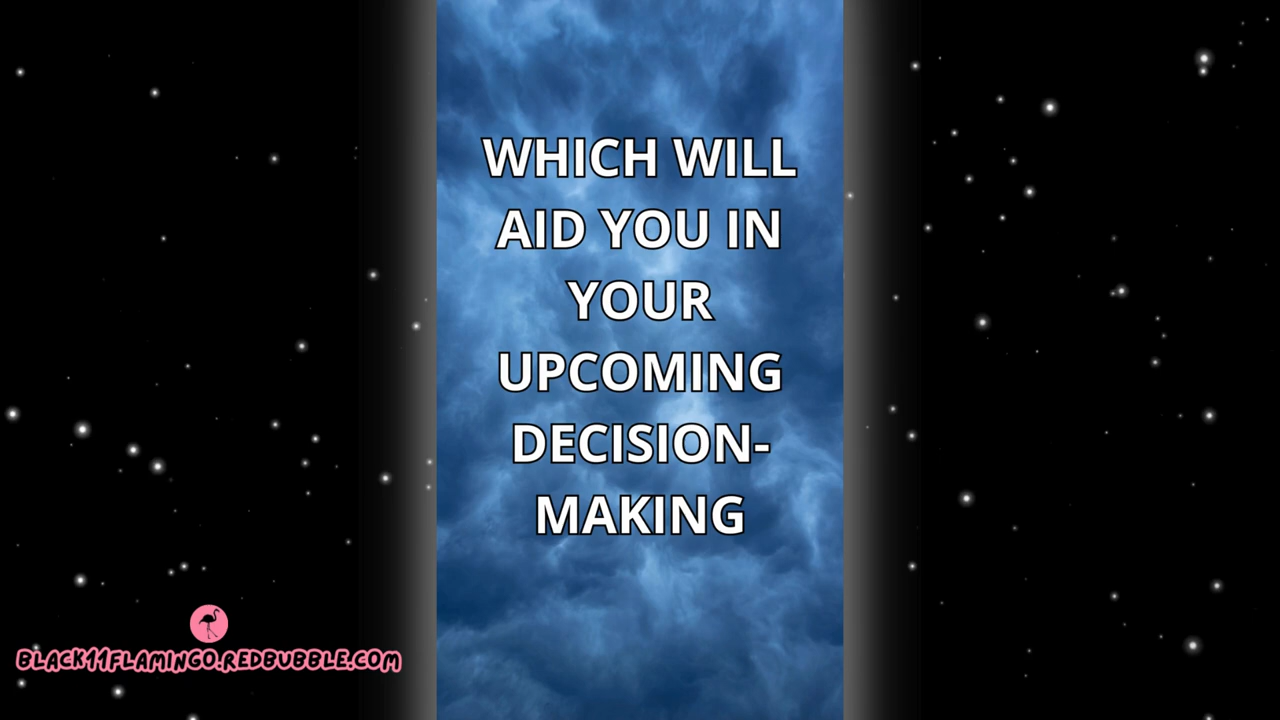 WHICH WILL
AID YOU IN
YOUR
UPCOMING
DECISION-
MAKING
BLACK11FLAMINGO.REDBUBBLE.COM